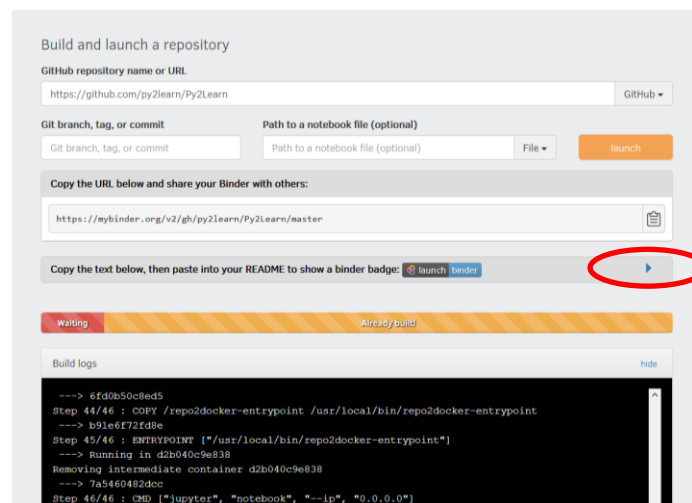 Build and launch a repository
GitHub repository name or URL
https://github.com/py2learn/Py2Learn
GitHub
Git branch, tag, or commit
Path to a notebook file (optional)
Git branch, tag, or commit
Path to a notebook file (optional)
File
launch
Copy the URL below and share your Binder with others:
https://mybinder.org/v2/gh/py2learn/Py2Learn/master
Copy the text below, then paste into your README to show a binder badge: launch binder
Waiting
Already built!
Build logs
hide
---> 6fd0b50c8ed5
Step 44/46 : COPY /repo2docker-entrypoint /usr/local/bin/repo2docker-entrypoint
---> b91e6f72fd8e
Step 45/46 : ENTRYPOINT ["/usr/local/bin/repo2docker-entrypoint"]
---> Running in d2b040c9e838
Removing intermediate container d2b040c9e838
---> 7a5460482dcc
Step 46/46 : CMD ["jupyter", "notebook", "--ip", "0.0.0.0"]